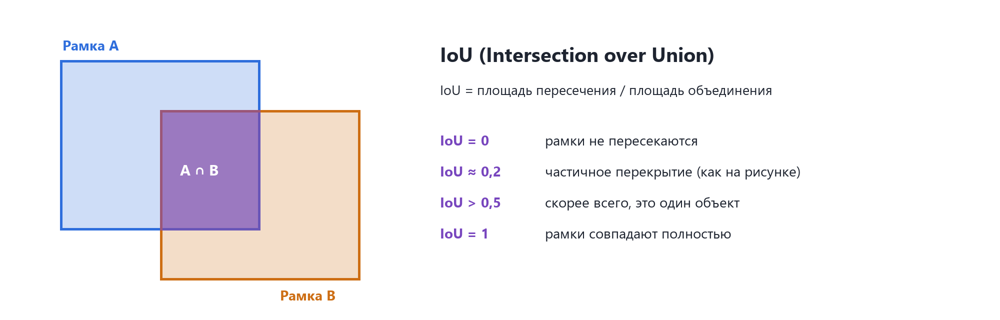 Рамка A
A ∩ B
Рамка B
IoU (Intersection over Union)
IoU = площадь пересечения / площадь объединения
IoU = 0 рамки не пересекаются
IoU ≈ 0,2 частичное перекрытие (как на рисунке)
IoU > 0,5 скорее всего, это один объект
IoU = 1 рамки совпадают полностью